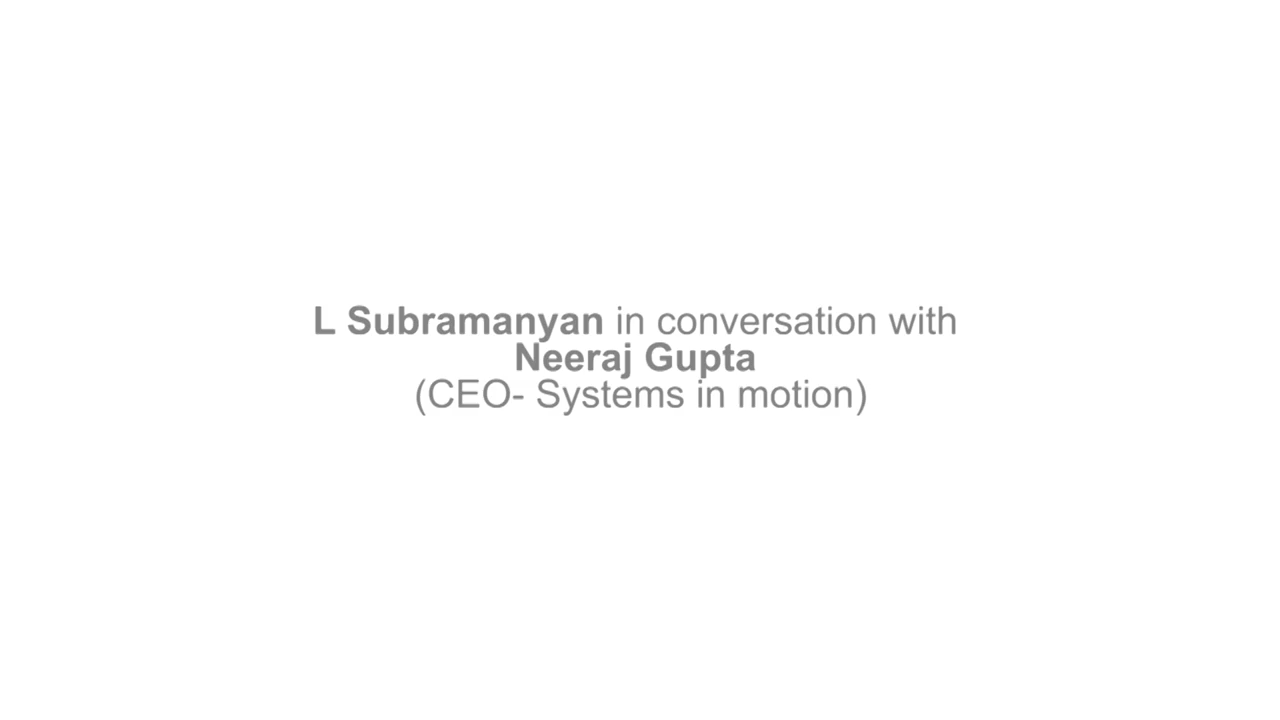 L Subramanyan in conversation with
Neeraj Gupta
(CEO- Systems in motion)